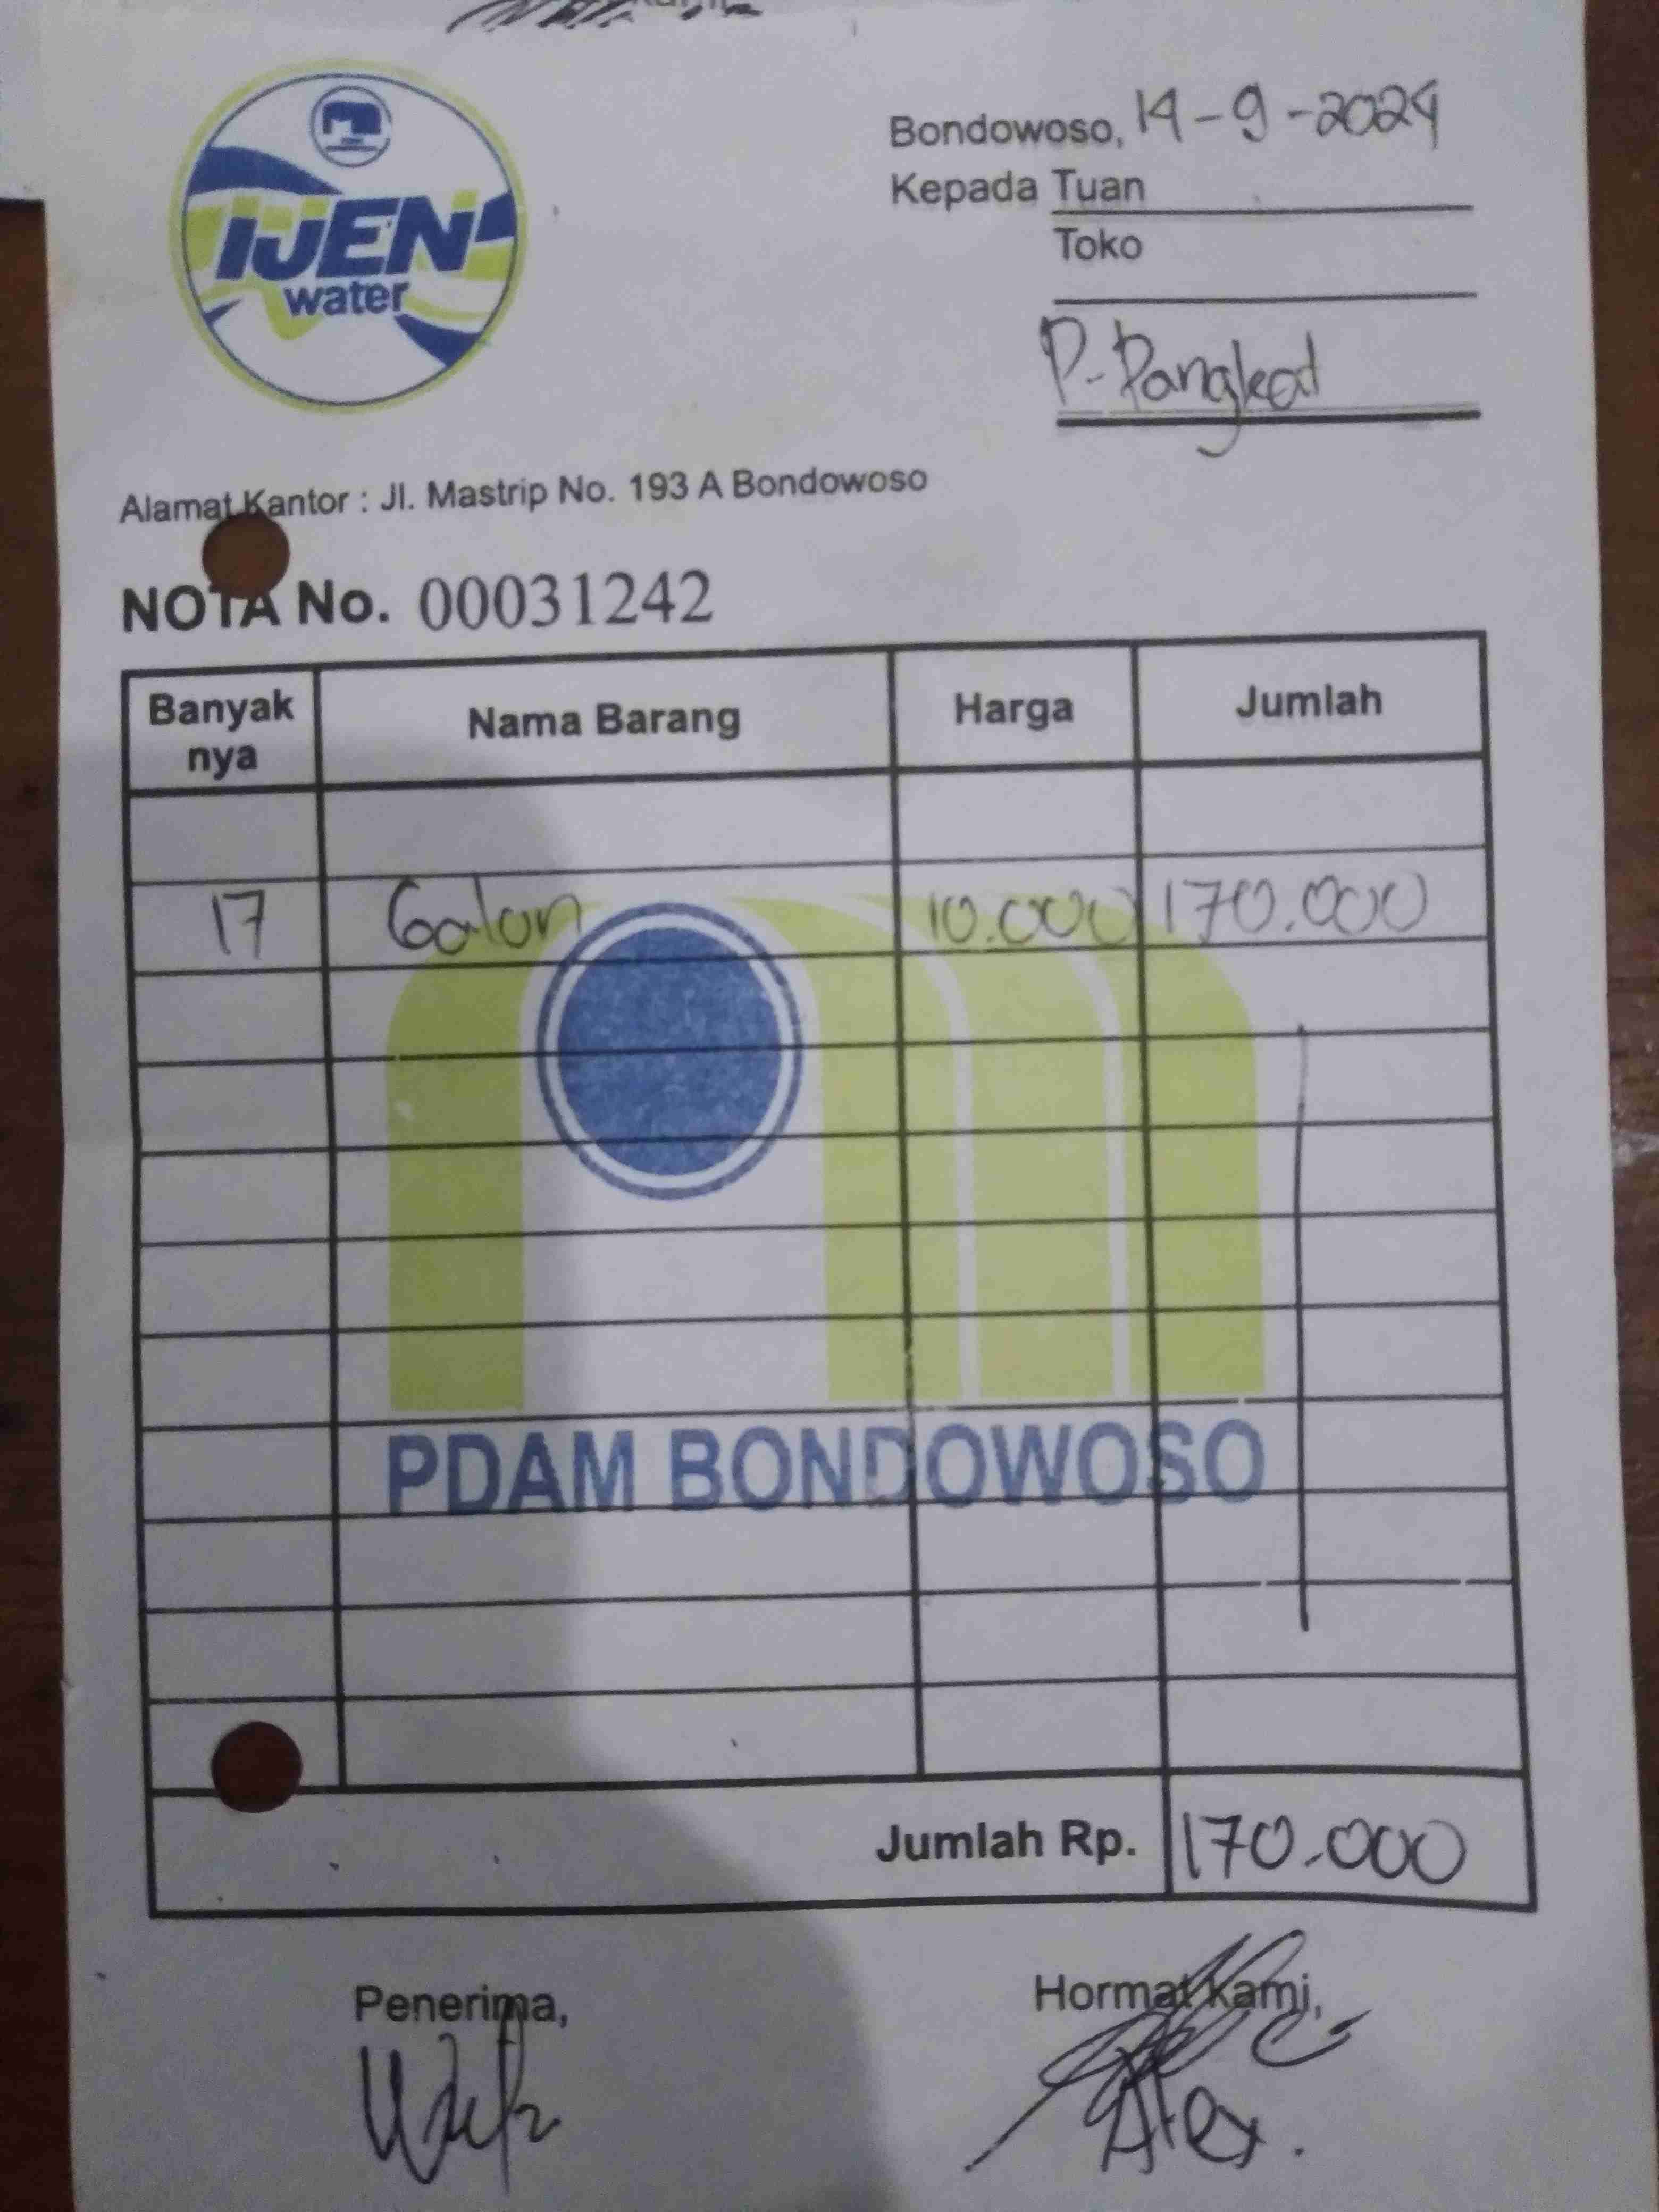 IJEN
water
Bondowoso, 14-9-2024
Kepada Tuan
Toko
P. Pangkat
Alamat Kantor : Jl. Mastrip No. 193 A Bondowoso
NOTA No. 00031242
Banyak nya Nama Barang Harga Jumlah
17 Galon 10.000 170.000
PDAM BONDOWOSO
Jumlah Rp. 170.000
Penerima, Hormat Kami,
Alex.